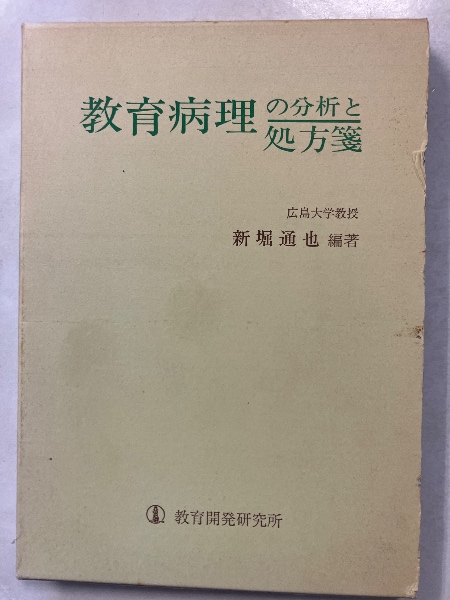 教育病理の分析と
処方箋
広島大学教授
新堀通也 編著
教育開発研究所